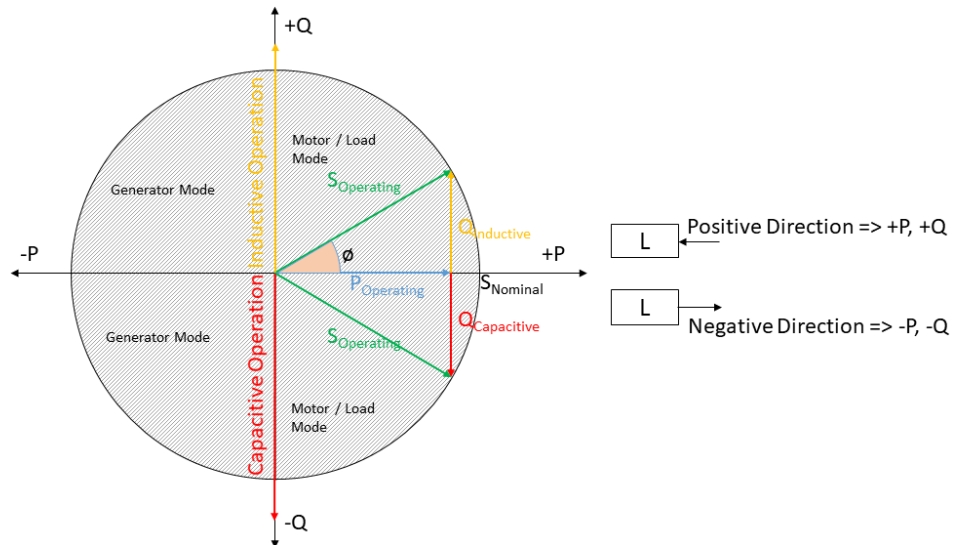 +Q
Inductive Operation
Motor / Load
Mode
Generator Mode
SOperating
QInductive
ø
-P
+P
POperating
SNominal
Generator Mode
Capacitive Operation
QCapacitive
SOperating
Motor / Load
Mode
-Q
L
Positive Direction => +P, +Q
L
Negative Direction => -P, -Q